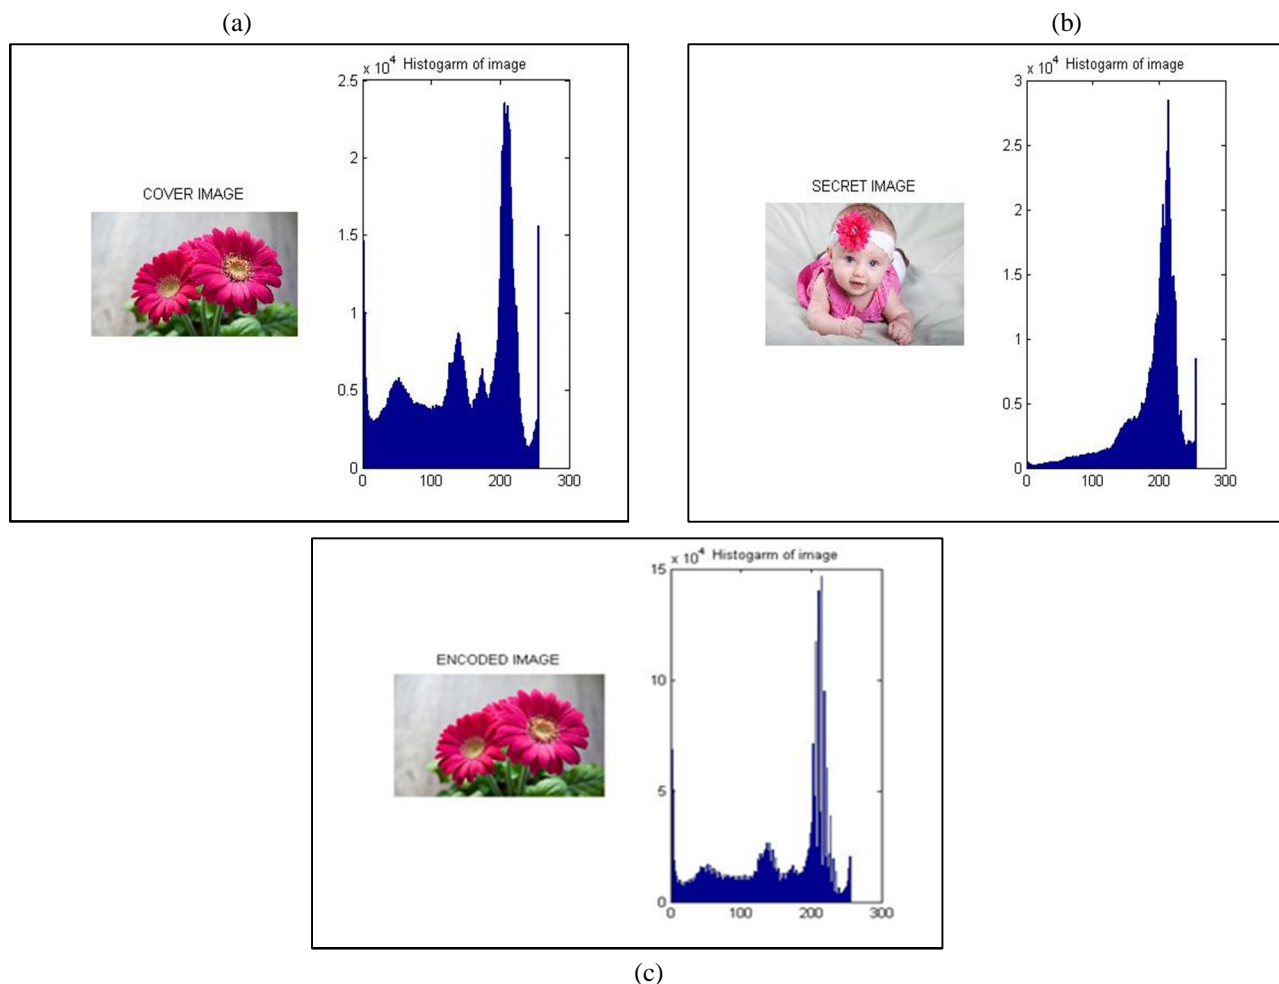 (a)
(b)
x 10^4 Histogarm of image
2.5
2
1.5
1
0.5
0
0 100 200 300
COVER IMAGE
x 10^4 Histogarm of image
3
2.5
2
1.5
1
0.5
0
0 100 200 300
SECRET IMAGE
x 10^4 Histogarm of image
15
10
5
0
0 100 200 300
ENCODED IMAGE
(c)